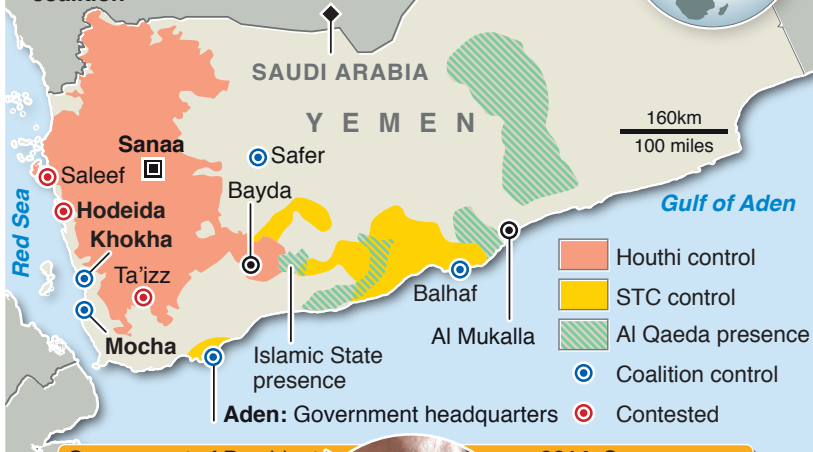 SAUDI ARABIA
YEMEN
160km
100 miles
Sanaa
Safer
Saleef
Bayda
Hodeida
Red Sea
Gulf of Aden
Khokha
Ta'izz
Houthi control
STC control
Balhaf
Al Mukalla
Al Qaeda presence
Mocha
Islamic State
presence
Coalition control
Aden: Government headquarters
Contested